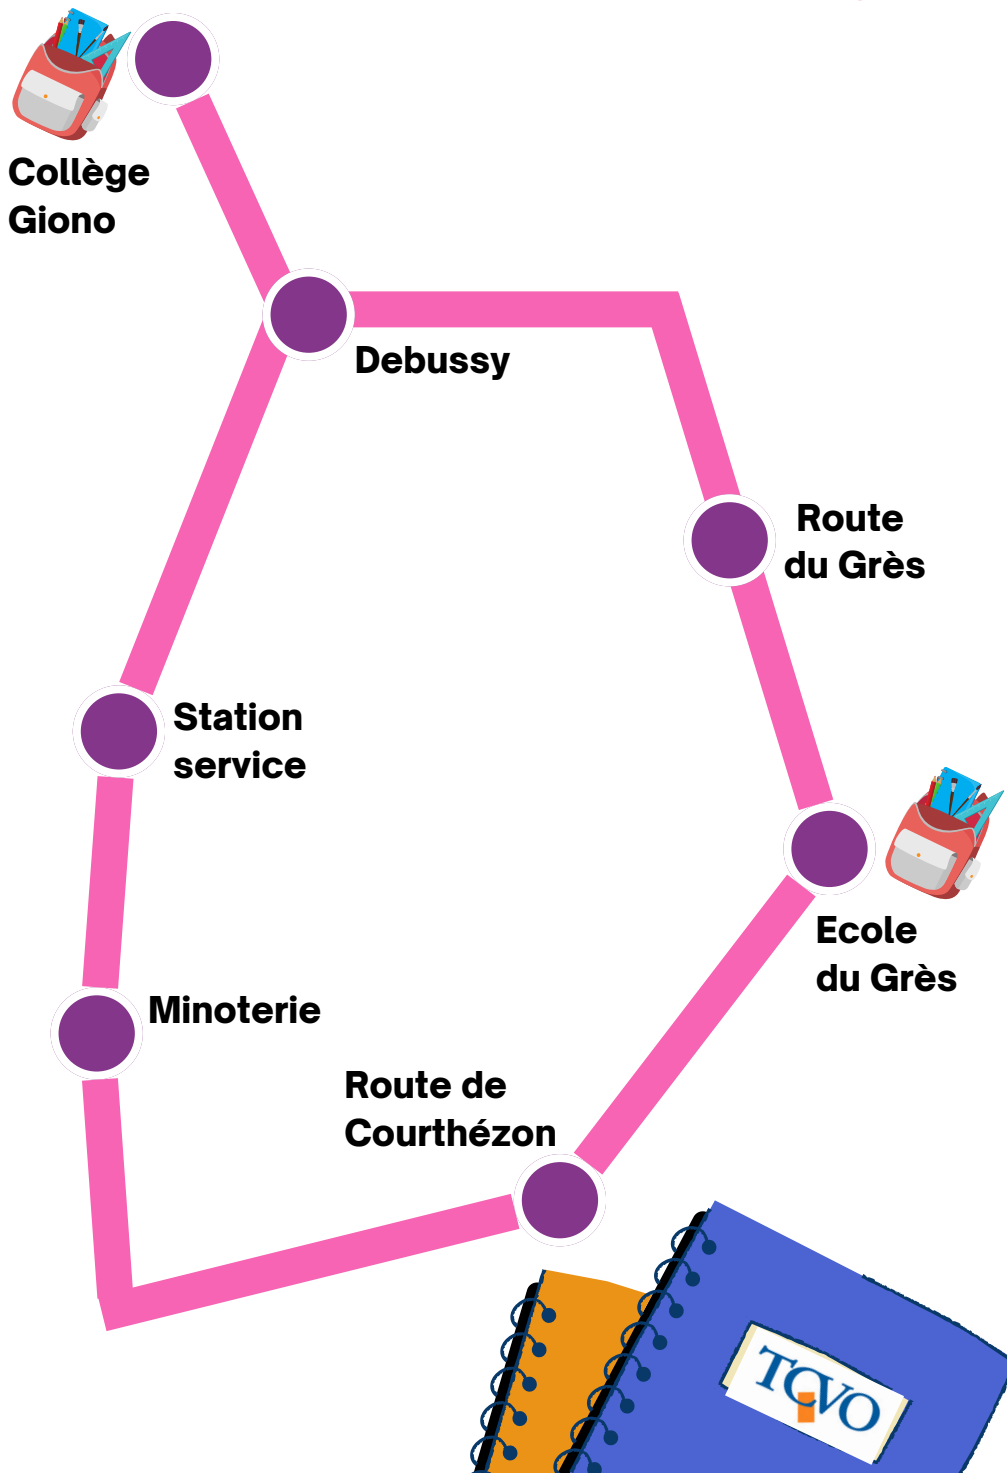 Collège
Giono
Debussy
Route
du Grès
Station
service
Ecole
du Grès
Minoterie
Route de
Courthézon
TCVO